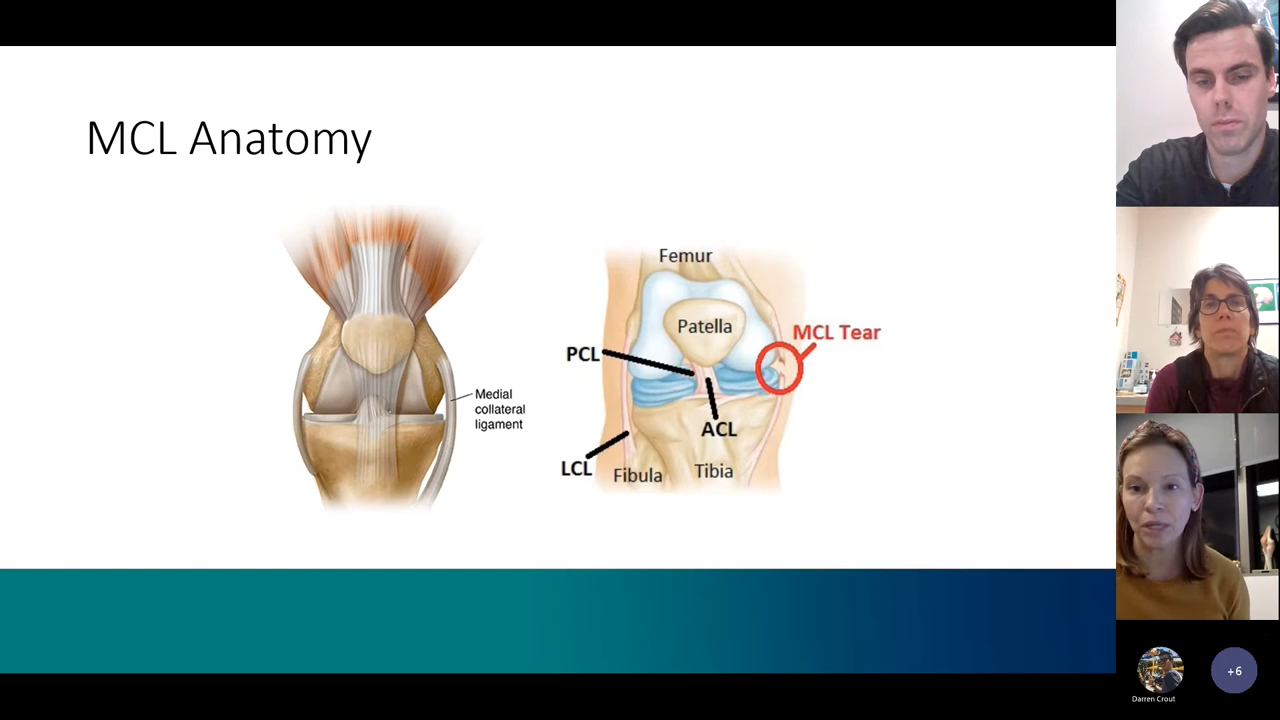 MCL Anatomy
Medial
collateral
ligament
Femur
Patella
MCL Tear
PCL
ACL
LCL
Fibula
Tibia
Darren Crout
+6